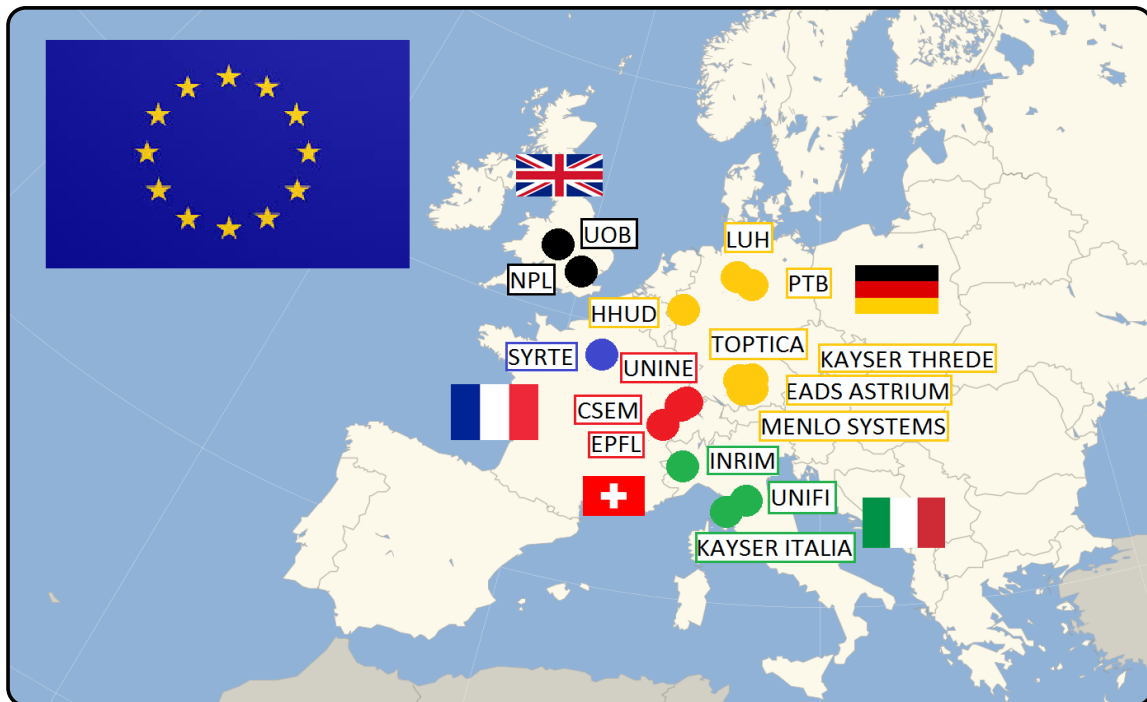 UOB
LUH
NPL
PTB
HHUD
TOPTICA
SYRTE
UNINE
KAYSER THREDE
EADS ASTRIUM
CSEM
MENLO SYSTEMS
EPFL
INRIM
UNIFI
KAYSER ITALIA